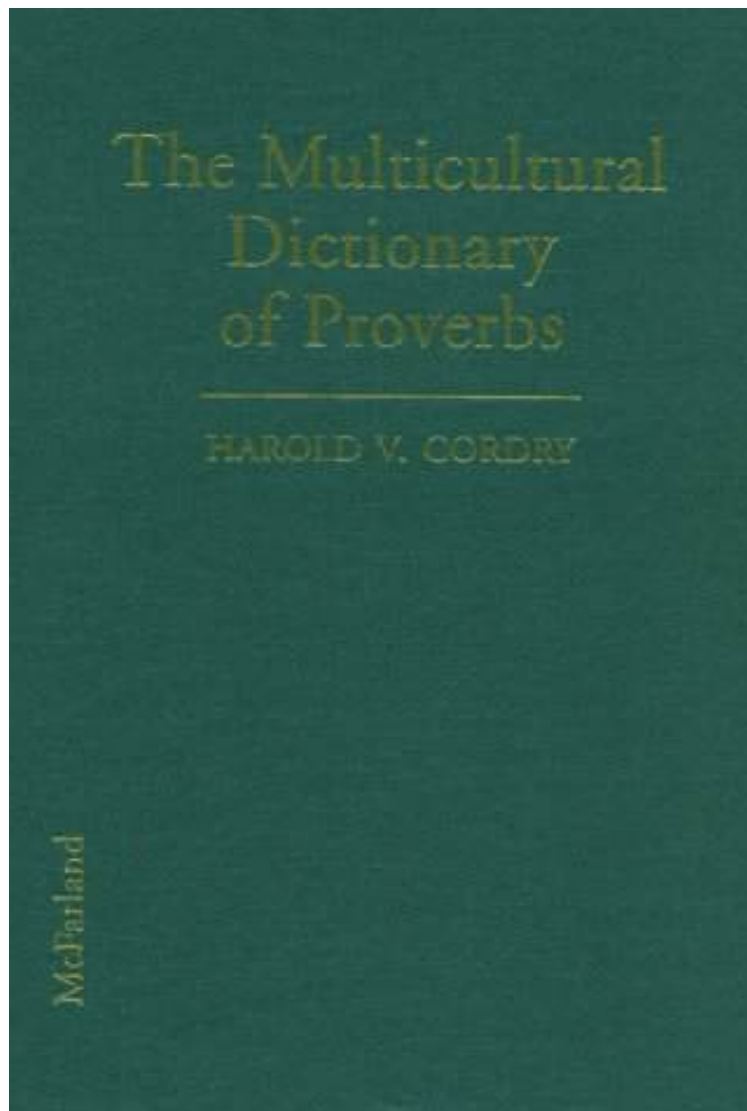 The Multicultural
Dictionary
of Proverbs
HAROLD V. CORDRY
McFarland